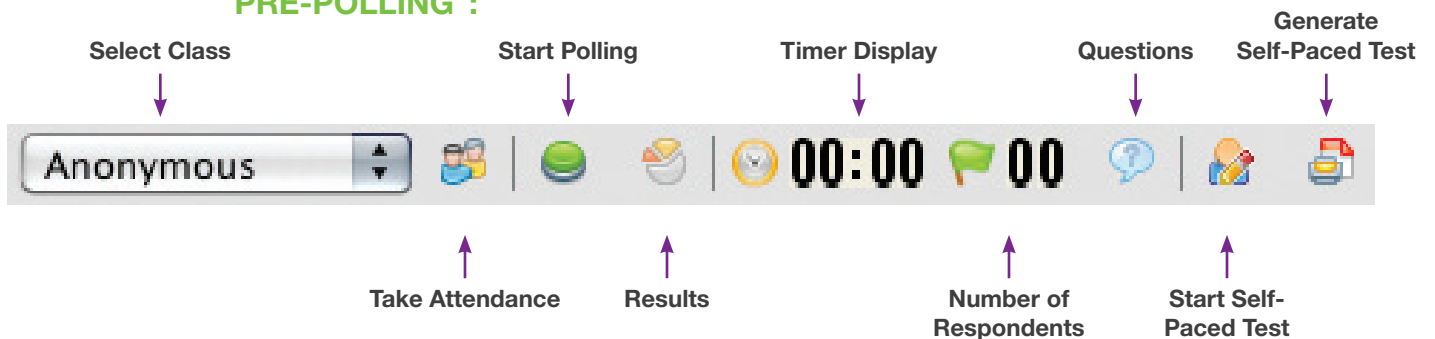 PRE-POLLING :
Generate
Self-Paced Test
Select Class
Start Polling
Timer Display
Questions
Anonymous
00:00
00
Take Attendance
Results
Number of
Respondents
Start Self-
Paced Test